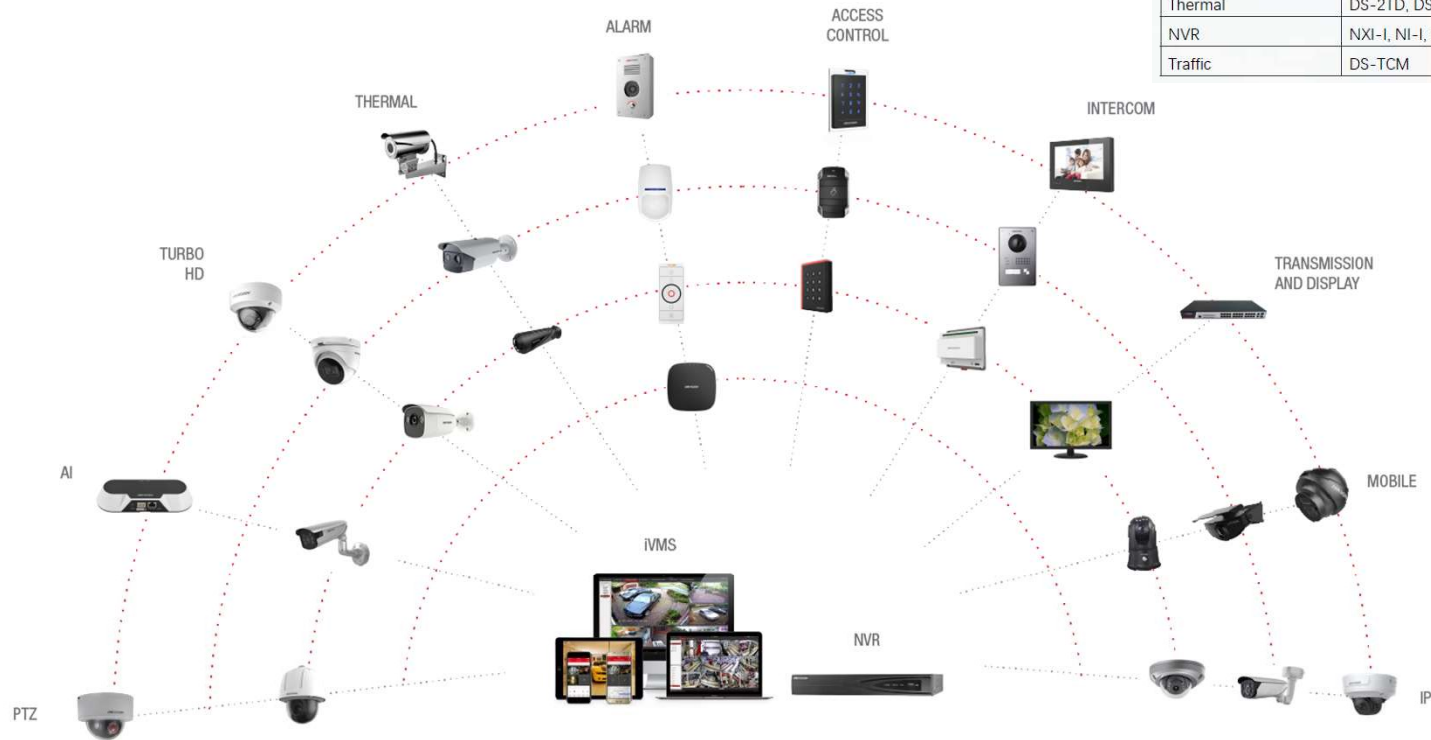 Thermal DS-2TD, DS
NVR NXI-I, NI-I,
Traffic DS-TCM
ALARM
ACCESS
CONTROL
THERMAL
INTERCOM
TURBO
HD
TRANSMISSION
AND DISPLAY
AI
MOBILE
iVMS
NVR
PTZ
IP